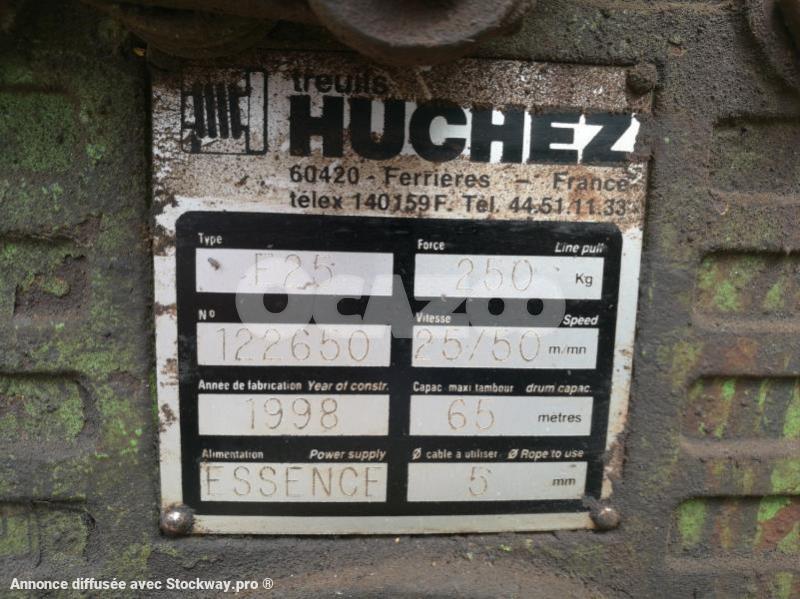 treuils
HUCHEZ
60420 - Ferrières - France
télex 140159F. Tél. 44.51.11.33
Type
F25
Force Line pull
250 Kg
N°
122650
Vitesse Speed
25/50 m/mn
Année de fabrication Year of constr.
1998
Capac. maxi tambour drum capac.
65 mètres
Alimentation Power supply
ESSENCE
Ø cable à utiliser Ø Rope to use
5 mm
OCAZOO
Annonce diffusée avec Stockway.pro ®